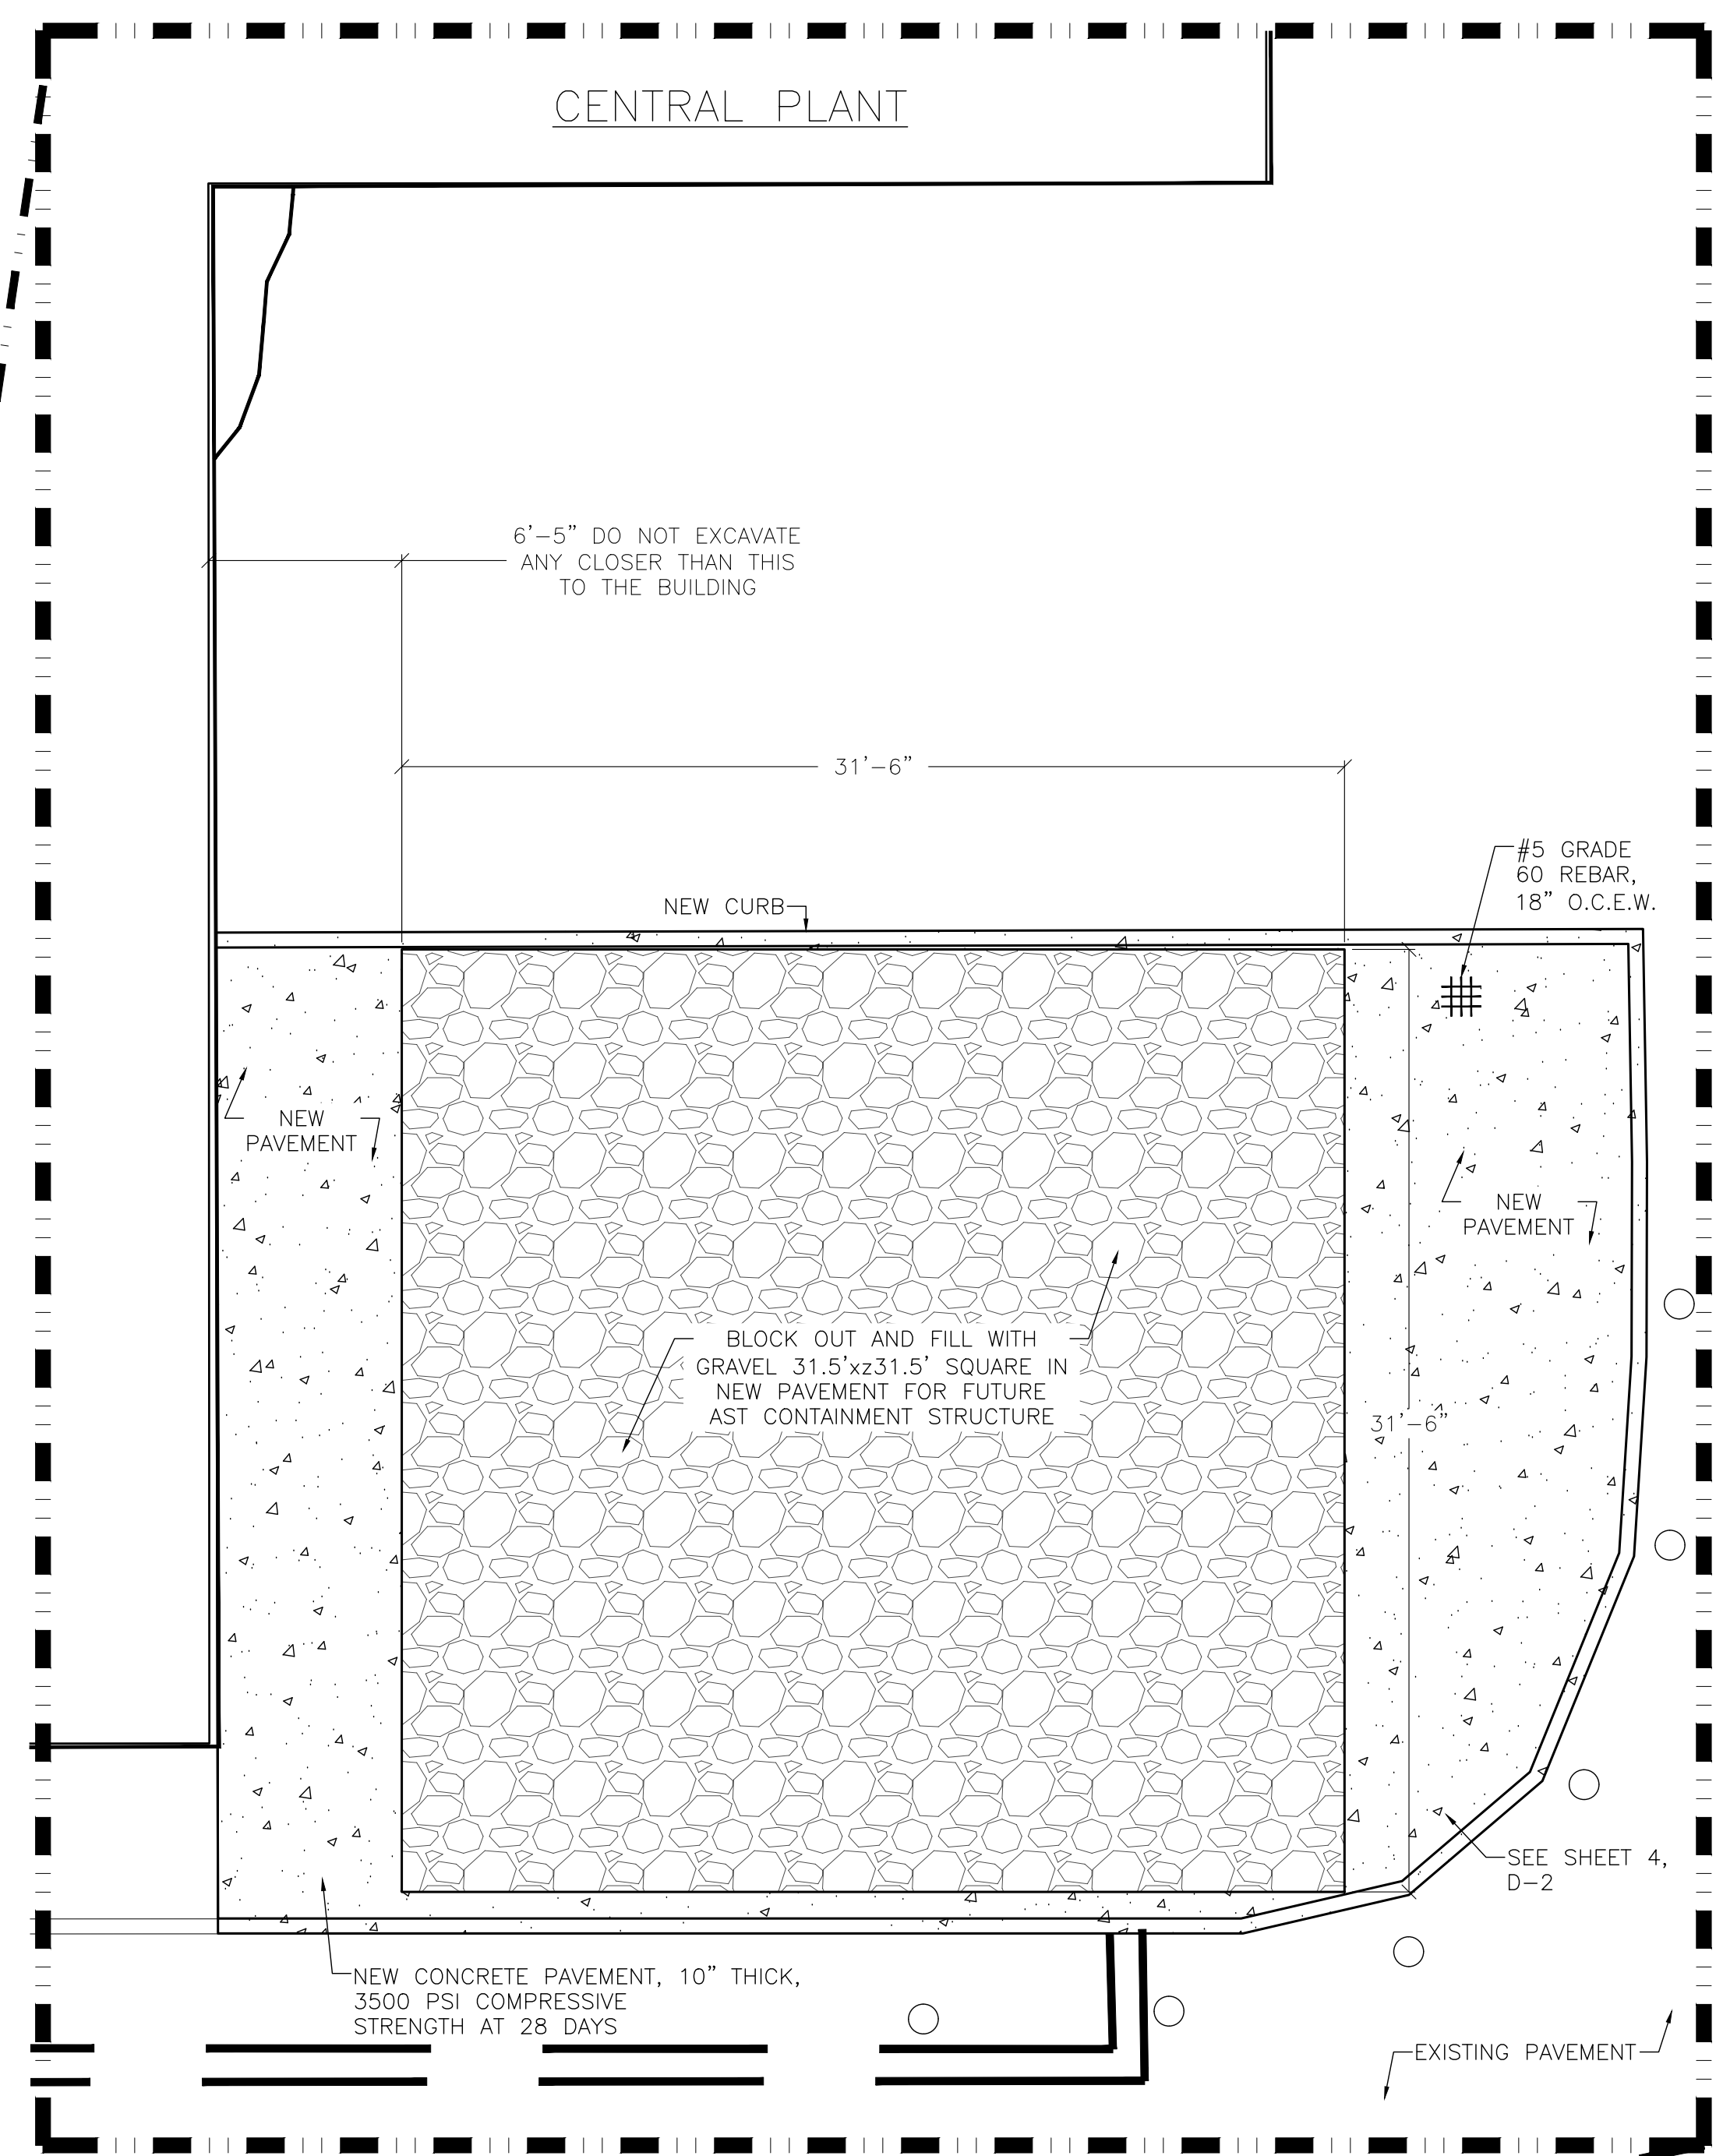 CENTRAL PLANT
6'-5" DO NOT EXCAVATE
ANY CLOSER THAN THIS
TO THE BUILDING
31'-6"
#5 GRADE
60 REBAR,
18" O.C.E.W.
NEW CURB
NEW
PAVEMENT
NEW
PAVEMENT
BLOCK OUT AND FILL WITH
GRAVEL 31.5'xz31.5' SQUARE IN
NEW PAVEMENT FOR FUTURE
AST CONTAINMENT STRUCTURE
31'-6"
SEE SHEET 4,
D-2
NEW CONCRETE PAVEMENT, 10" THICK,
3500 PSI COMPRESSIVE
STRENGTH AT 28 DAYS
EXISTING PAVEMENT